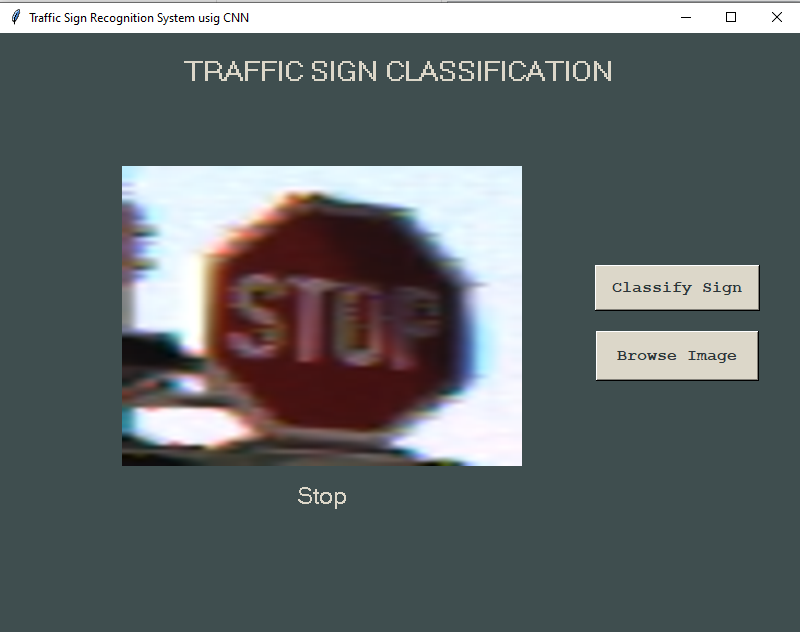 Traffic Sign Recognition System usig CNN
TRAFFIC SIGN CLASSIFICATION
STOP
Classify Sign
Browse Image
Stop